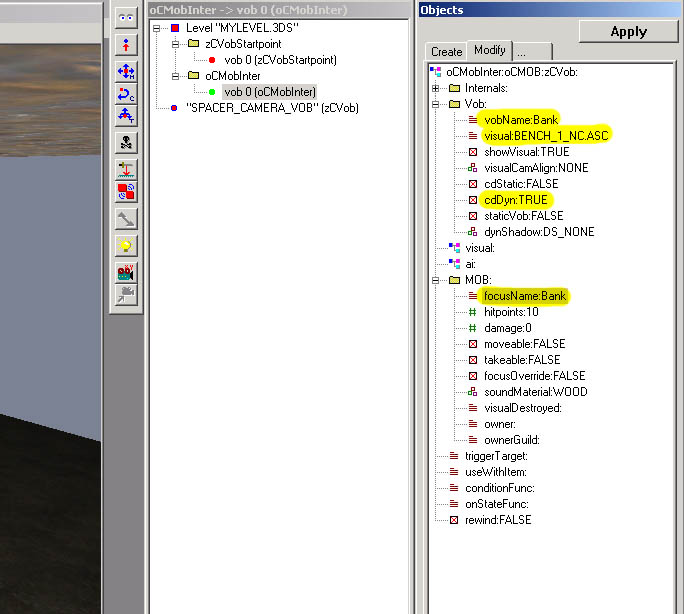 oCMobInter -> vob 0 (oCMobInter)
Level "MYLEVEL.3DS"
zCVobStartpoint
vob 0 (zCVobStartpoint)
oCMobInter
vob 0 (oCMobInter)
"SPACER_CAMERA_VOB" (zCVob)
Objects
Apply
Create
Modify
...
oCMobInter:oCMOB:zCVob:
Internals:
Vob:
vobName:Bank
visual:BENCH_1_NC.ASC
showVisual:TRUE
visualCamAlign:NONE
cdStatic:FALSE
cdDyn:TRUE
staticVob:FALSE
dynShadow:DS_NONE
visual:
ai:
MOB:
focusName:Bank
hitpoints:10
damage:0
moveable:FALSE
takeable:FALSE
focusOverride:FALSE
soundMaterial:WOOD
visualDestroyed:
owner:
ownerGuild:
triggerTarget:
useWithItem:
conditionFunc:
onStateFunc:
rewind:FALSE